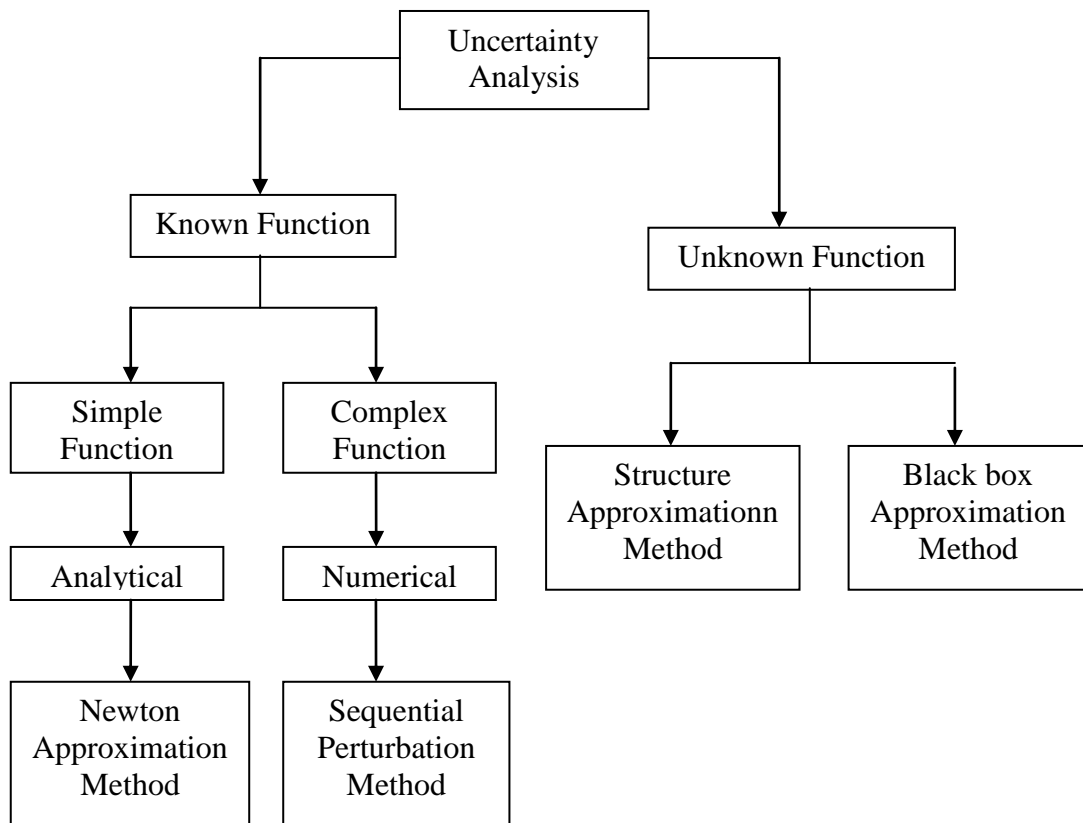 Uncertainty
Analysis
Known Function
Unknown Function
Simple
Function
Complex
Function
Structure
Approximationn
Method
Black box
Approximation
Method
Analytical
Numerical
Newton
Approximation
Method
Sequential
Perturbation
Method